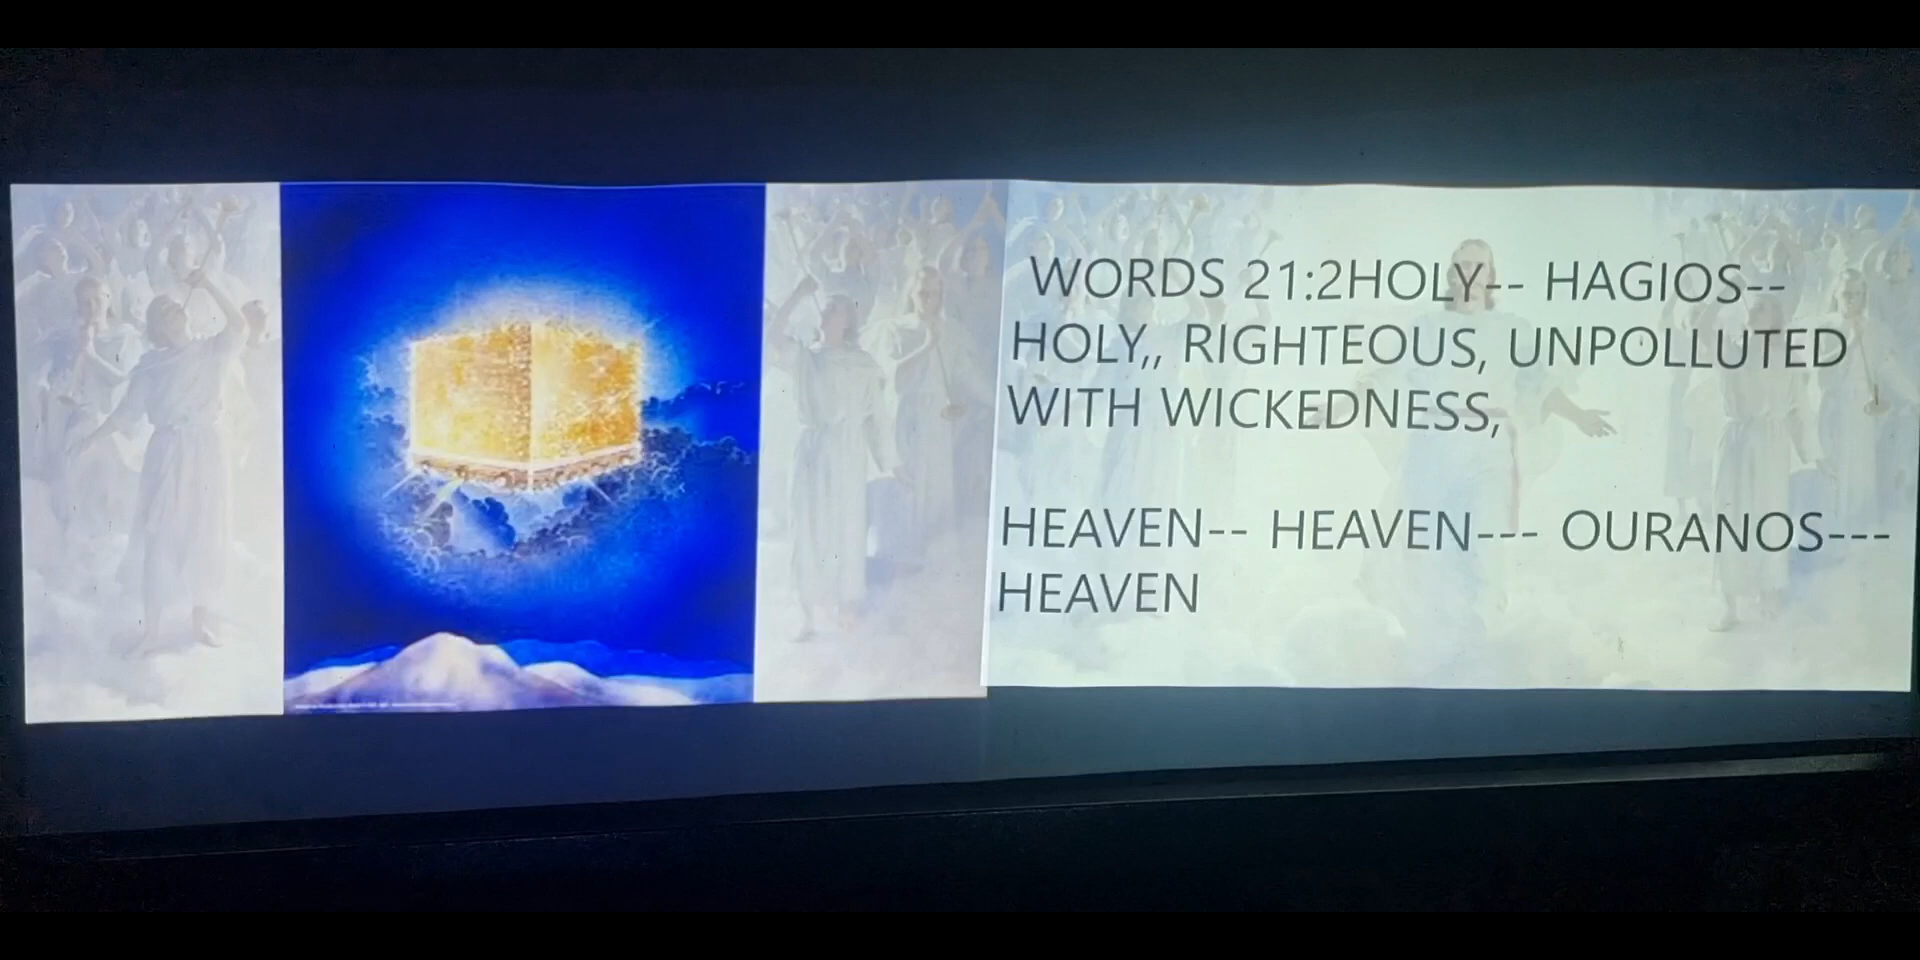 WORDS 21:2HOLY-- HAGIOS--
HOLY,, RIGHTEOUS, UNPOLLUTED
WITH WICKEDNESS,
HEAVEN-- HEAVEN--- OURANOS---
HEAVEN